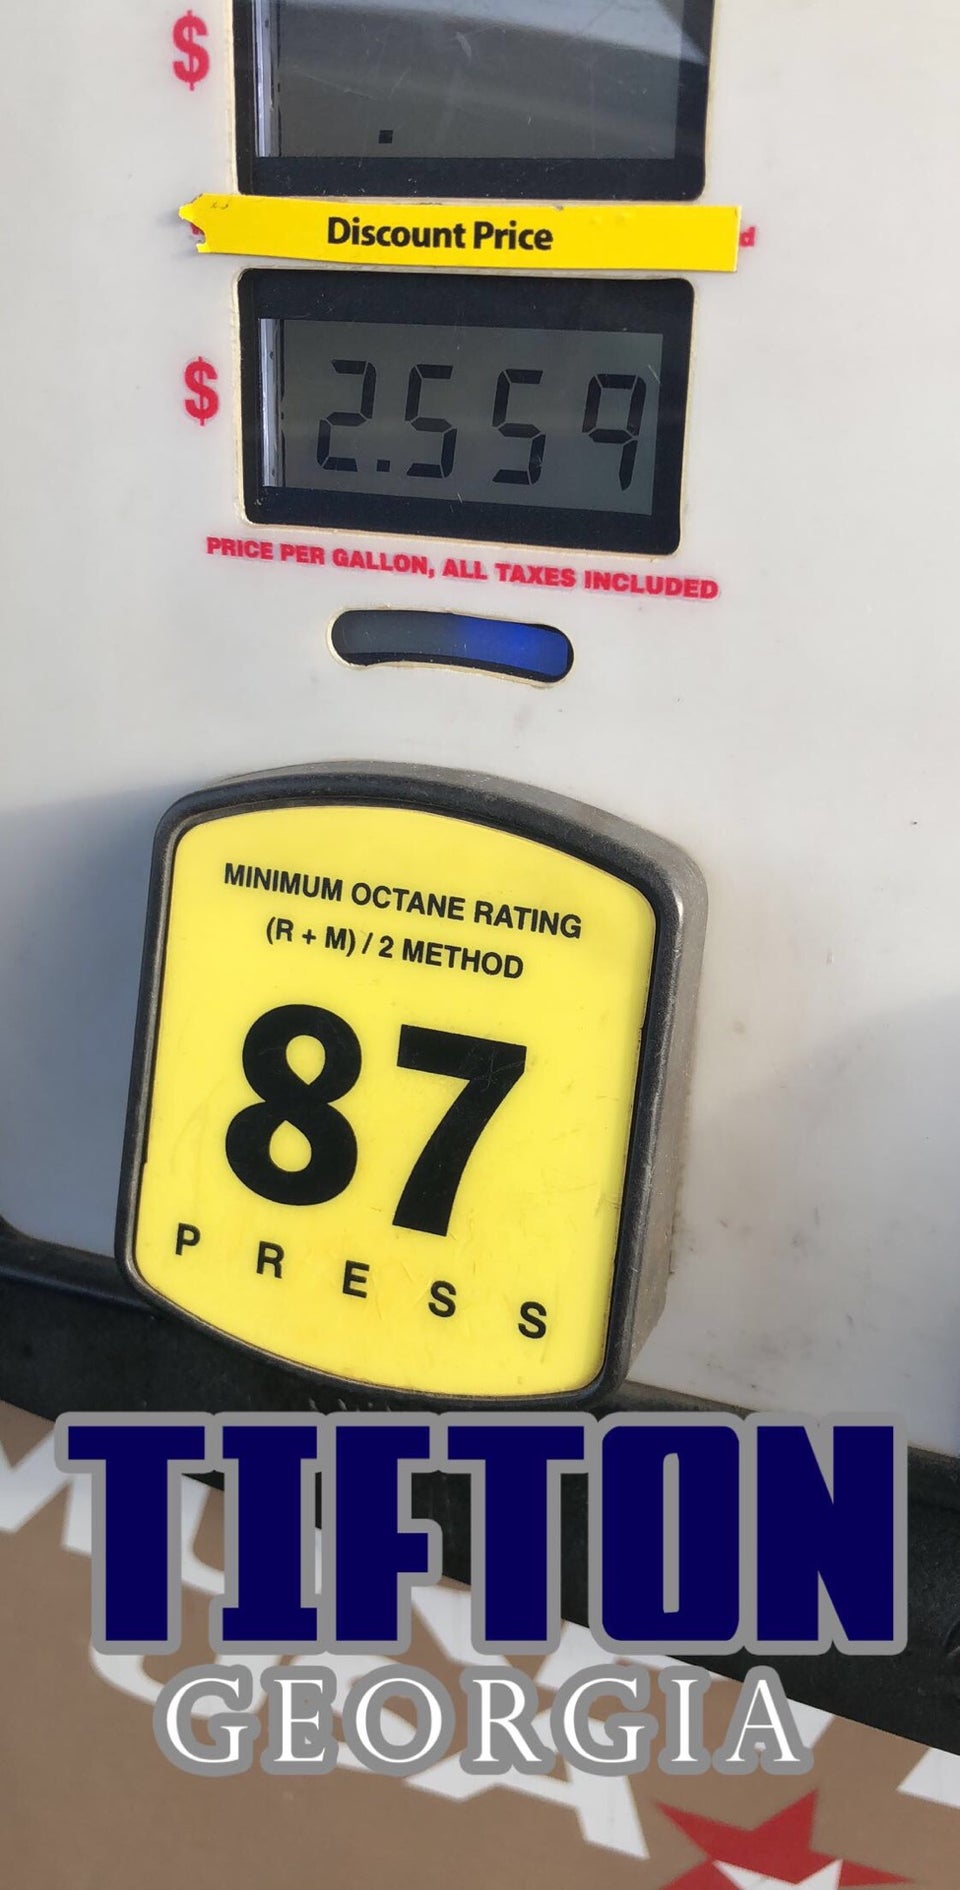 $
Discount Price
d
$ 2.559
PRICE PER GALLON, ALL TAXES INCLUDED
MINIMUM OCTANE RATING
(R + M) / 2 METHOD
87
PRESS
TIFTON
GEORGIA